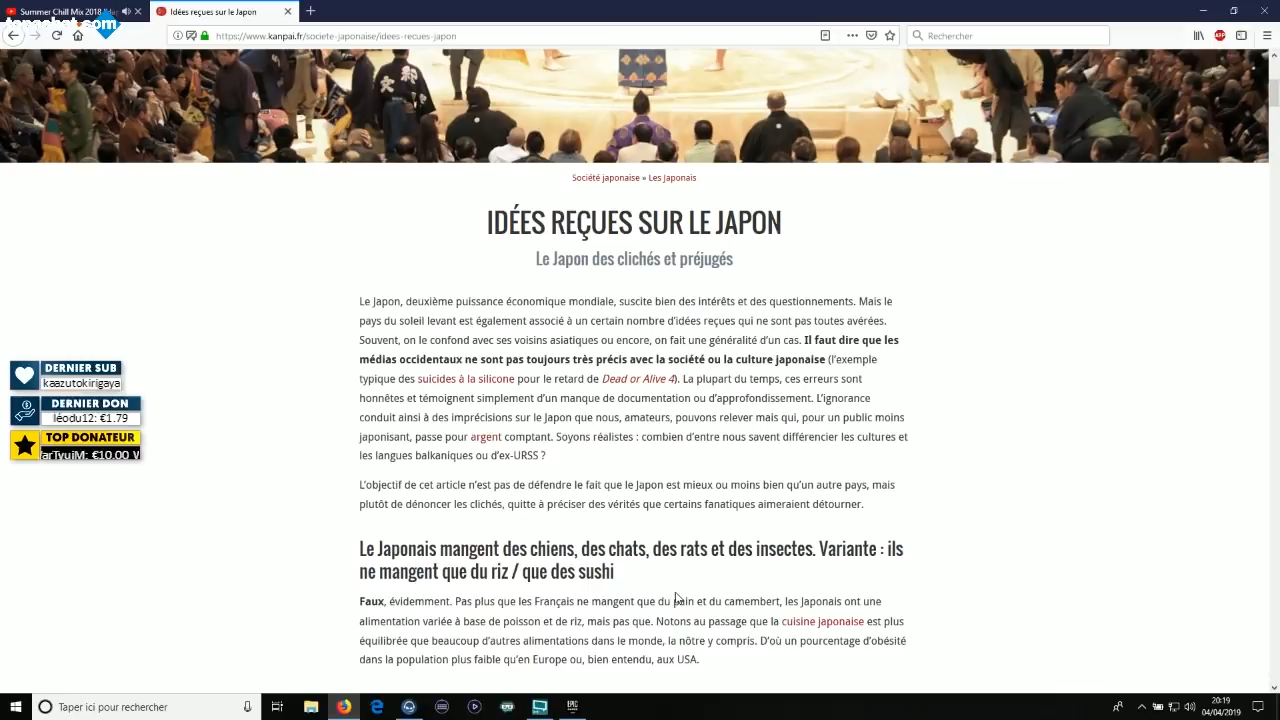 Summer Chill Mix 2018
Idées reçues sur le Japon
topachat.com
https://www.kanpai.fr/societe-japonaise/idees-recues-japon
Rechercher
ABP
Société japonaise » Les Japonais
IDÉES REÇUES SUR LE JAPON
Le Japon des clichés et préjugés
Le Japon, deuxième puissance économique mondiale, suscite bien des intérêts et des questionnements. Mais le
pays du soleil levant est également associé à un certain nombre d'idées reçues qui ne sont pas toutes avérées.
Souvent, on le confond avec ses voisins asiatiques ou encore, on fait une généralité d'un cas. Il faut dire que les
médias occidentaux ne sont pas toujours très précis avec la société ou la culture japonaise (l'exemple
typique des suicides à la silicone pour le retard de Dead or Alive 4). La plupart du temps, ces erreurs sont
honnêtes et témoignent simplement d'un manque de documentation ou d'approfondissement. L'ignorance
conduit ainsi à des imprécisions sur le Japon que nous, amateurs, pouvons relever mais qui, pour un public moins
japonisant, passe pour argent comptant. Soyons réalistes : combien d'entre nous savent différencier les cultures et
les langues balkaniques ou d'ex-URSS ?
L'objectif de cet article n'est pas de défendre le fait que le Japon est mieux ou moins bien qu'un autre pays, mais
plutôt de dénoncer les clichés, quitte à préciser des vérités que certains fanatiques aimeraient détourner.
Le Japonais mangent des chiens, des chats, des rats et des insectes. Variante : ils
ne mangent que du riz / que des sushi
Faux, évidemment. Pas plus que les Français ne mangent que du pain et du camembert, les Japonais ont une
alimentation variée à base de poisson et de riz, mais pas que. Notons au passage que la cuisine japonaise est plus
équilibrée que beaucoup d'autres alimentations dans le monde, la nôtre y compris. D'où un pourcentage d'obésité
dans la population plus faible qu'en Europe ou, bien entendu, aux USA.
DERNIER SUB
kaazutokirigaya
DERNIER DON
léodu12: €1.79
TOP DONATEUR
arTyuiM: €10.00
Taper ici pour rechercher
EPIC
20:19
04/04/2019